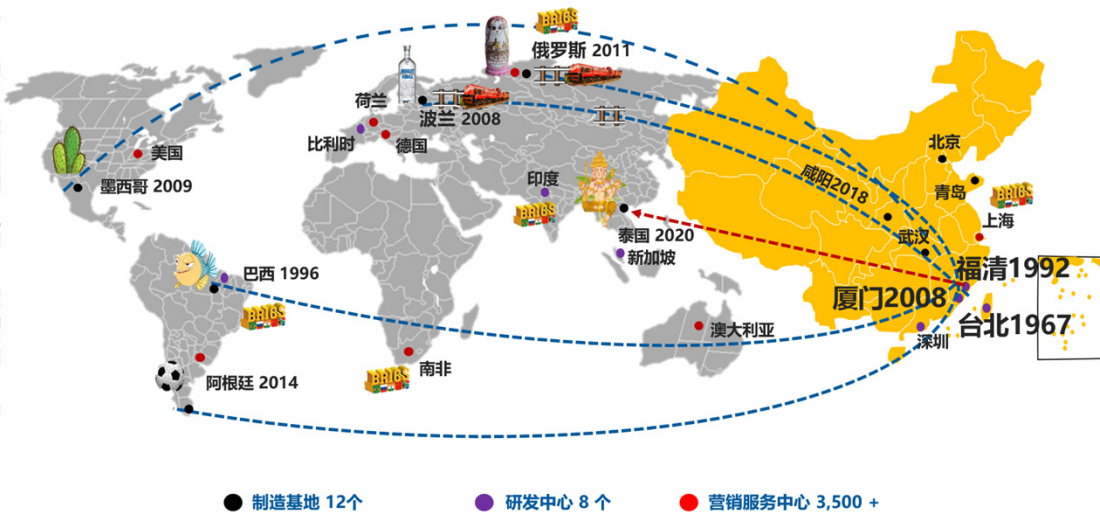 BRICS
俄罗斯 2011
荷兰
波兰 2008
比利时
德国
美国
墨西哥 2009
印度
BRICS
泰国 2020
新加坡
北京
咸阳2018
青岛
BRICS
上海
武汉
福清1992
厦门2008
台北1967
深圳
巴西 1996
BRICS
澳大利亚
南非
BRICS
阿根廷 2014
制造基地 12个
研发中心 8 个
营销服务中心 3,500 +